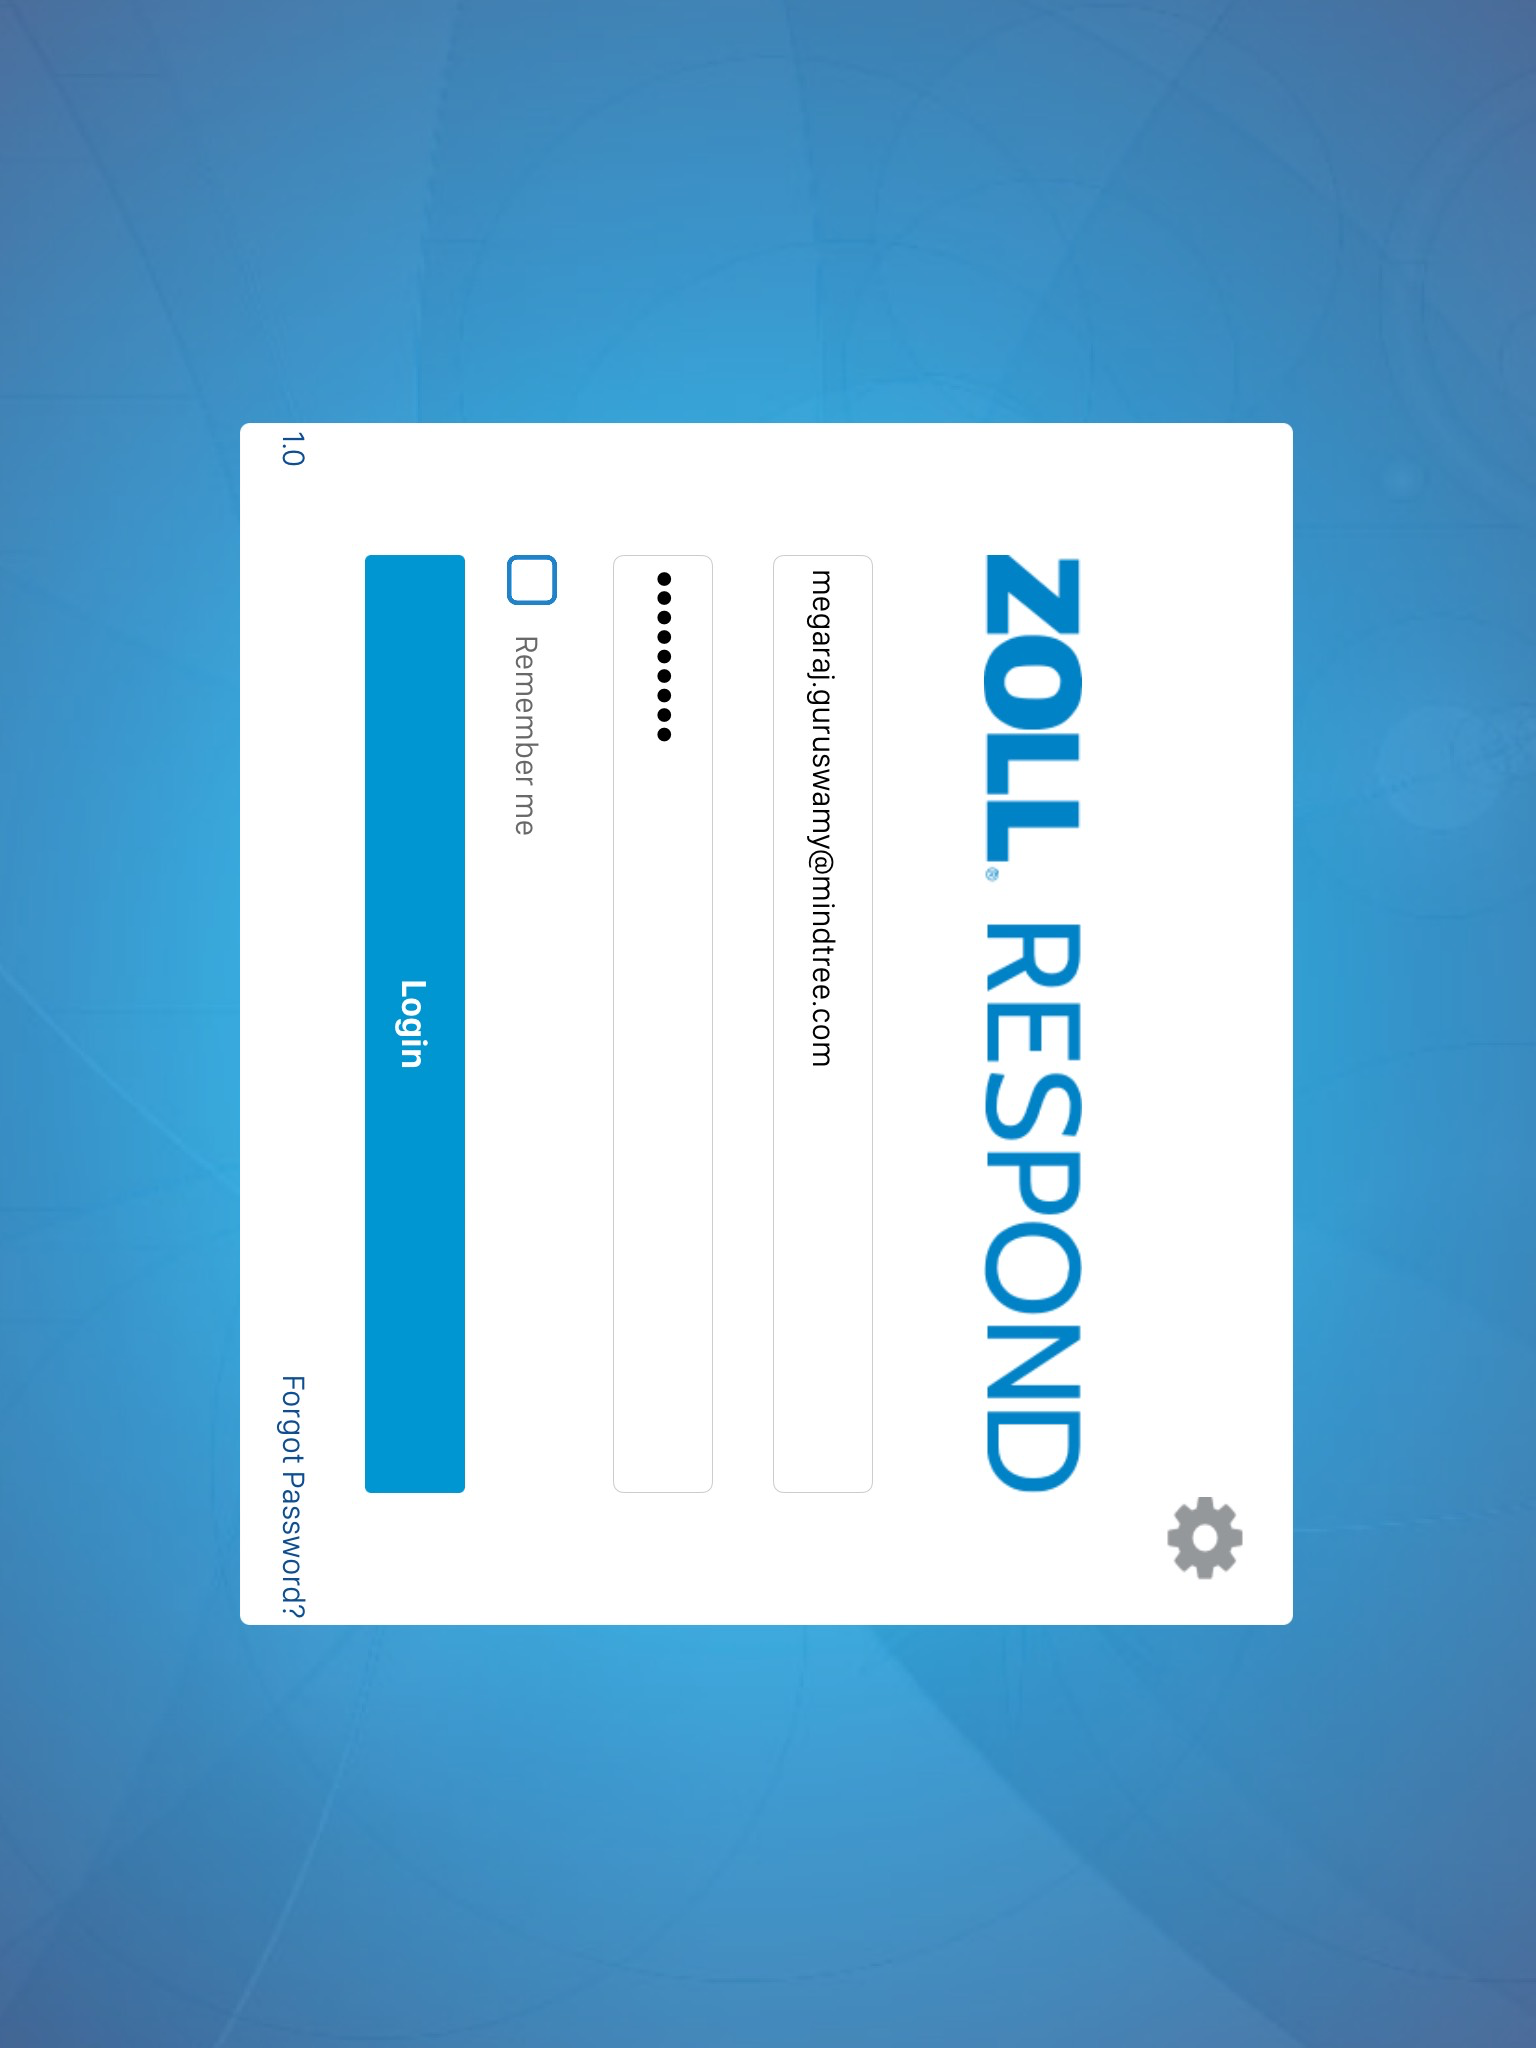 ZOLL® RESPOND
megaraj.guruswamy@mindtree.com
•••••••••
Remember me
Login
1.0
Forgot Password?